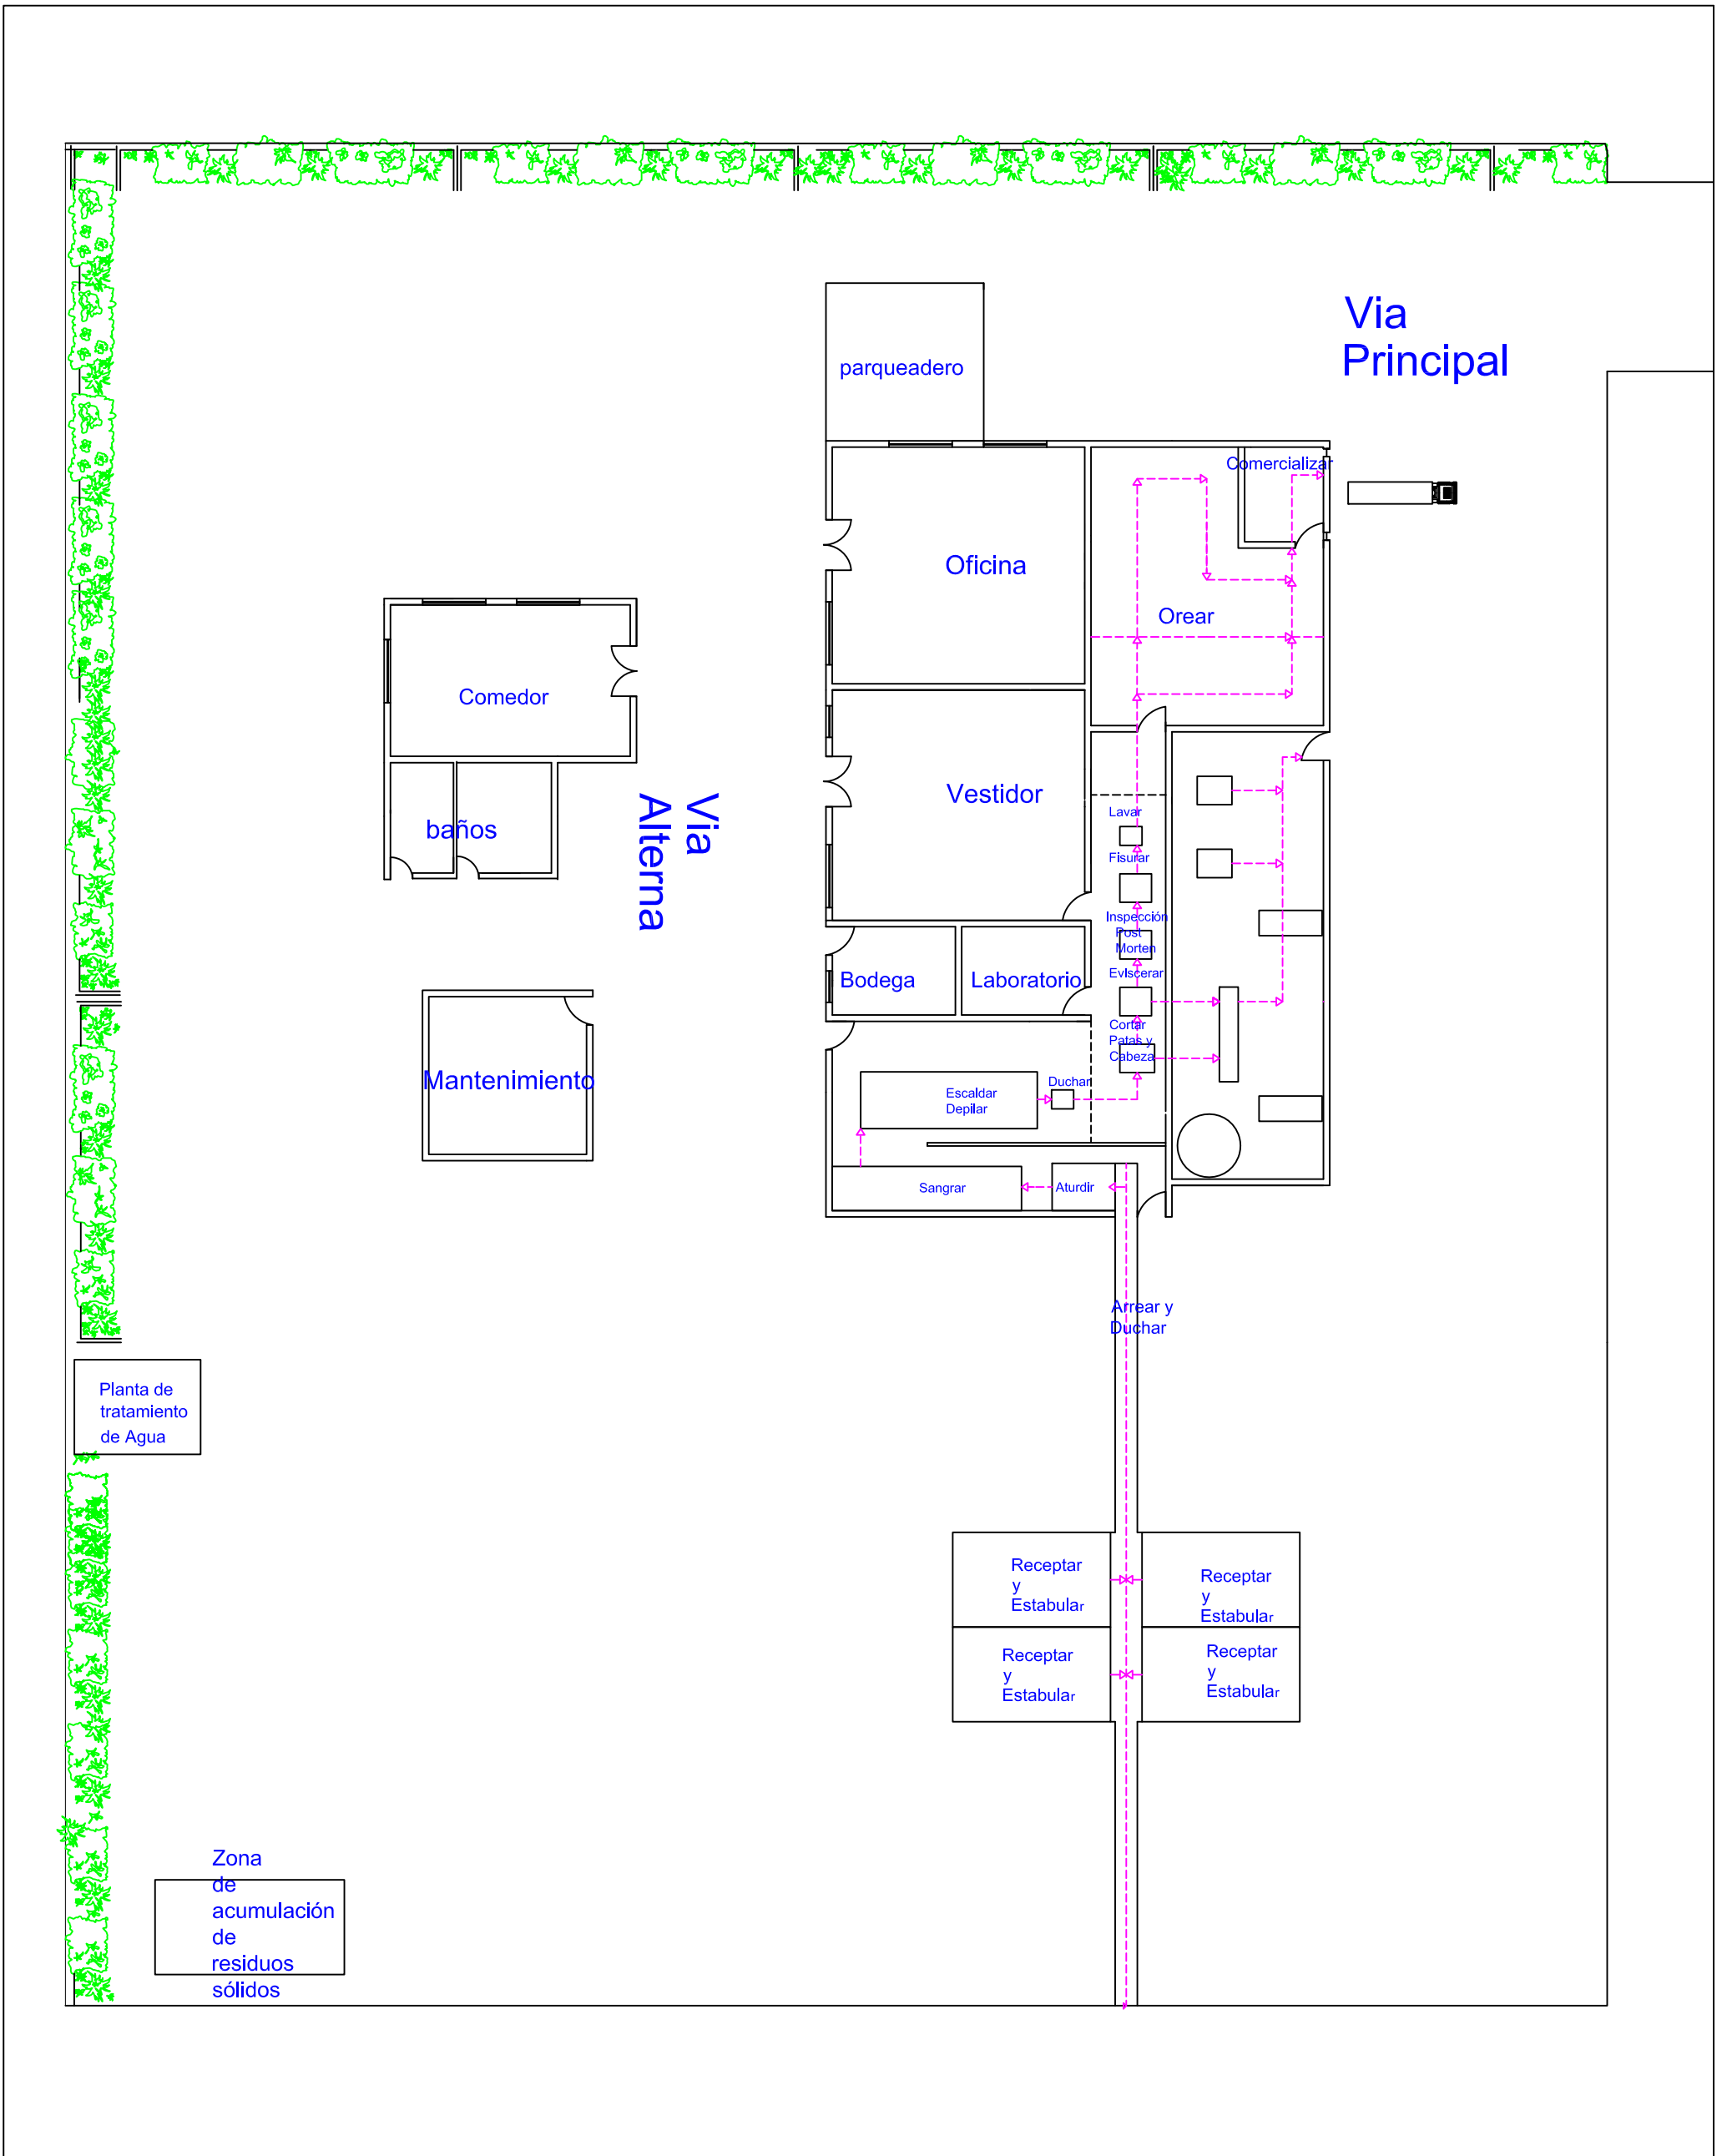 Via
Principal
parqueadero
Comercializar
Oficina
Orear
Comedor
Vestidor
baños
Via
Alterna
Lavar
Fisurar
Inspección
Post
Morten
Eviscerar
Bodega
Laboratorio
Cortar
Patas y
Cabeza
Mantenimiento
Duchar
Escaldar
Depilar
Sangrar
Aturdir
Arrear y
Duchar
Planta de
tratamiento
de Agua
Receptar
y
Estabular
Receptar
y
Estabular
Receptar
y
Estabular
Receptar
y
Estabular
Zona
de
acumulación
de
residuos
sólidos